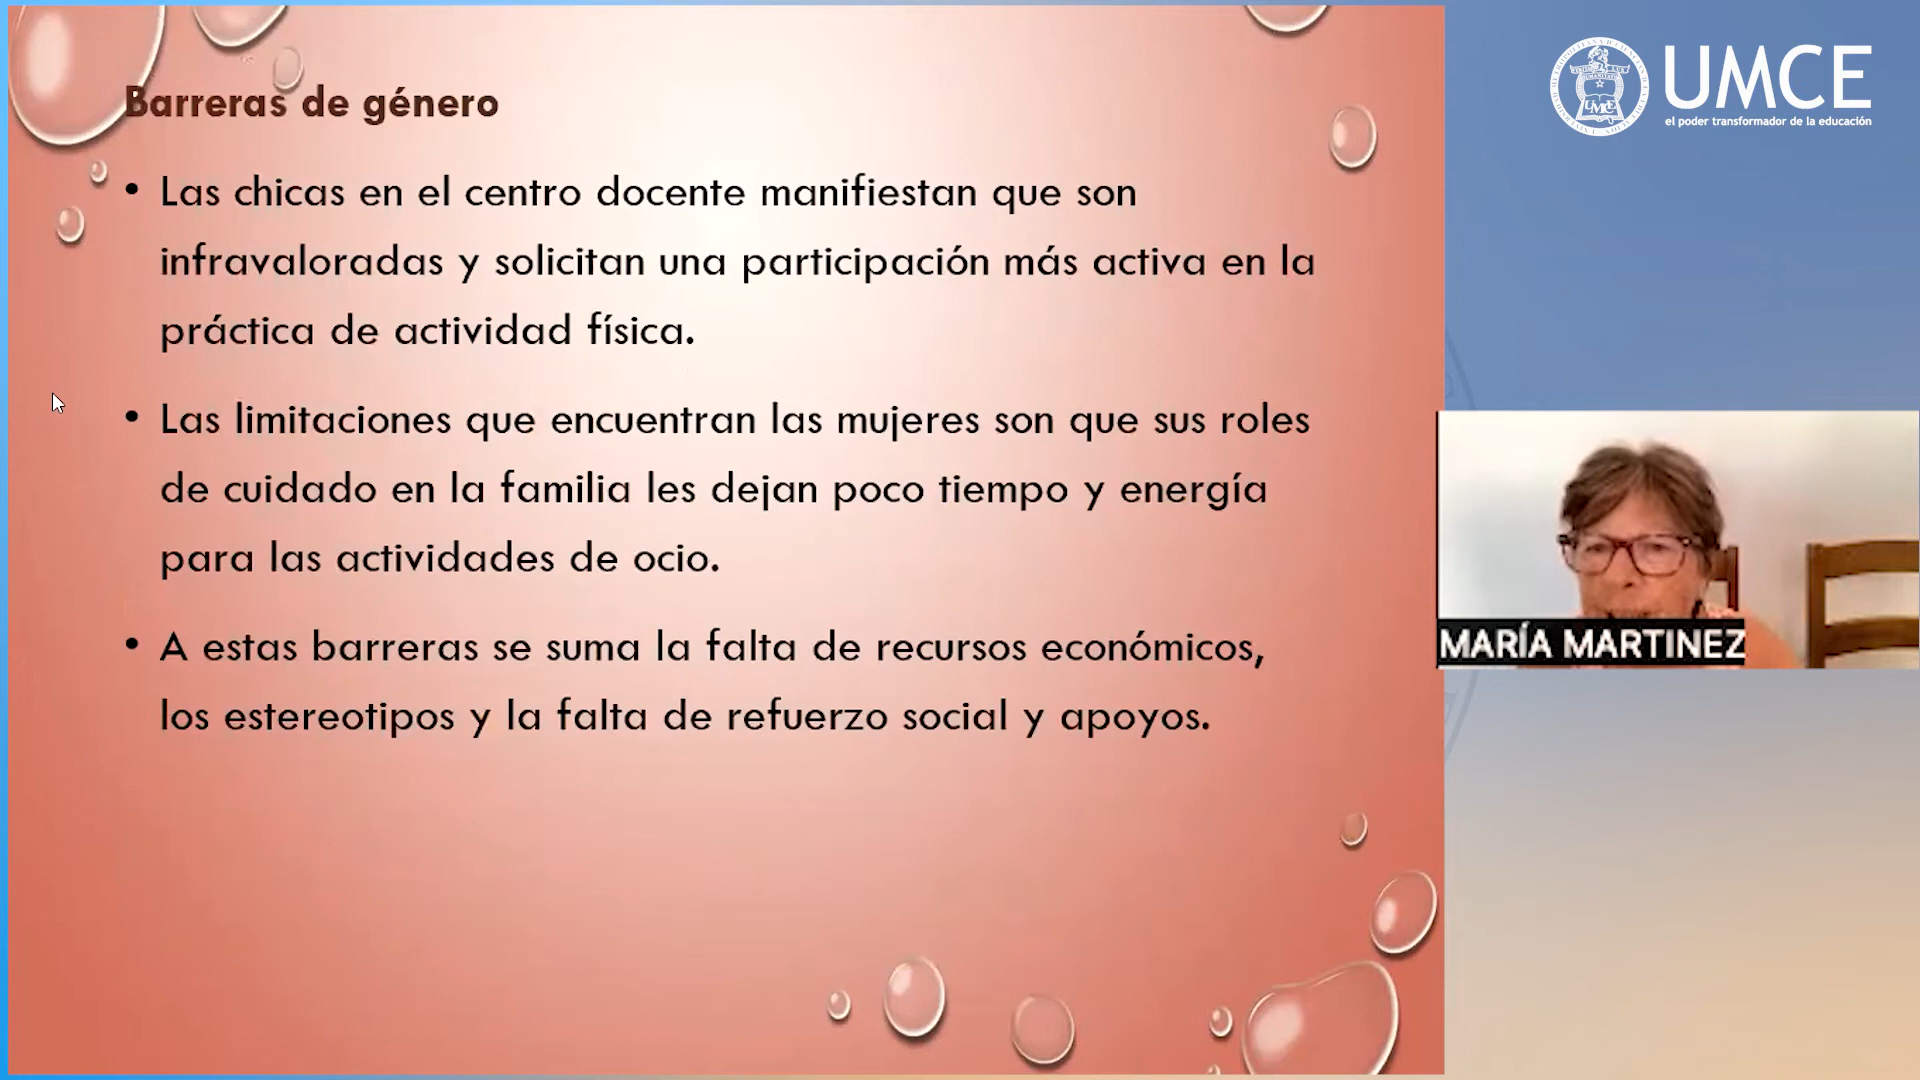 Barreras de género
• Las chicas en el centro docente manifiestan que son
infravaloradas y solicitan una participación más activa en la
práctica de actividad física.
• Las limitaciones que encuentran las mujeres son que sus roles
de cuidado en la familia les dejan poco tiempo y energía
para las actividades de ocio.
• A estas barreras se suma la falta de recursos económicos,
los estereotipos y la falta de refuerzo social y apoyos.
UMCE
el poder transformador de la educación
MARÍA MARTINEZ